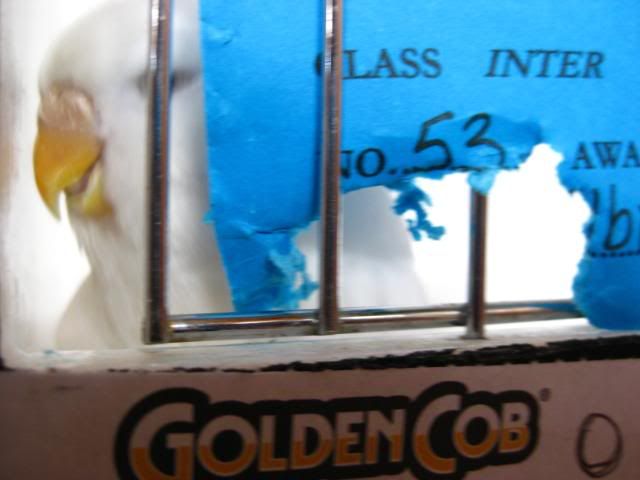 CLASS INTER
NO. 53 AWA
GOLDENCOB